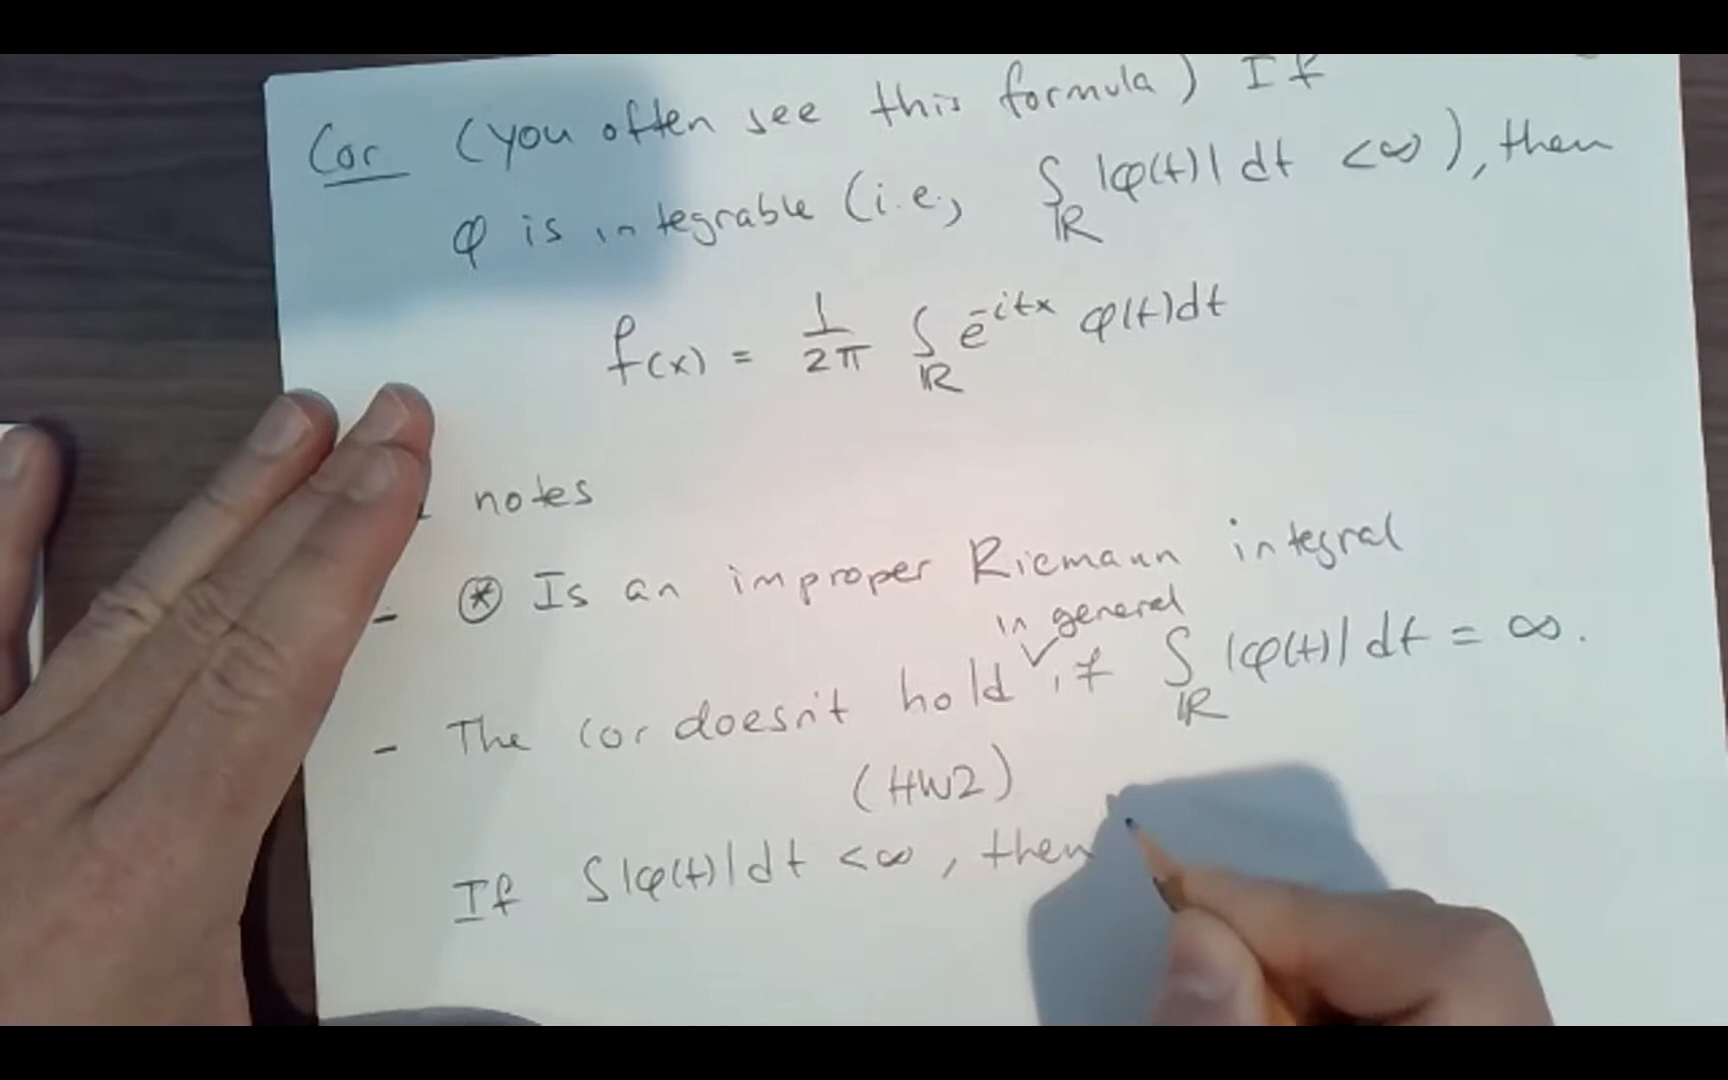 Cor (you often see this formula) If
φ is integrable (i.e., ∫_ℝ |φ(t)| dt < ∞), then
f(x) = 1/2π ∫_ℝ e^{-itx} φ(t)dt
notes
- ⊛ Is an improper Riemann integral
in general
- The cor doesn't hold ✓ if ∫_ℝ |φ(t)| dt = ∞.
(HW2)
If ∫|φ(t)|dt < ∞, then